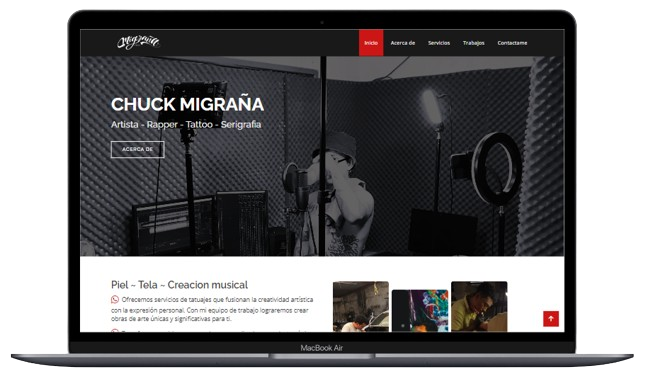 Migraña
Inicio
Acerca de
Servicios
Trabajos
Contactame
CHUCK MIGRAÑA
Artista - Rapper - Tattoo - Serigrafia
ACERCA DE
Piel ~ Tela ~ Creacion musical
Ofrecemos servicios de tatuajes que fusionan la creatividad artística
con la expresión personal. Con mi equipo de trabajo lograremos crear
obras de arte únicas y significativas para ti.
MacBook Air